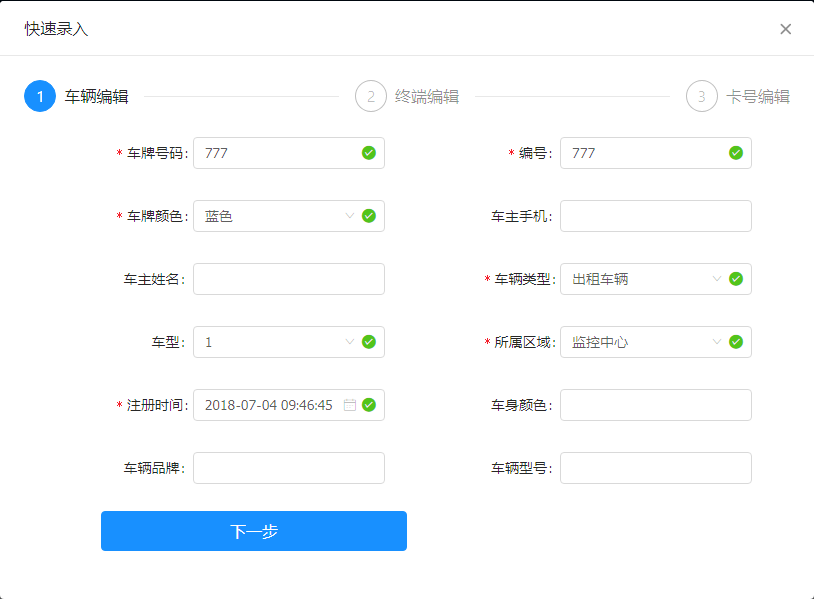 快速录入
1 车辆编辑 2 终端编辑 3 卡号编辑
* 车牌号码: 777 * 编号: 777
* 车牌颜色: 蓝色 车主手机:
车主姓名: * 车辆类型: 出租车辆
车型: 1 * 所属区域: 监控中心
* 注册时间: 2018-07-04 09:46:45 车身颜色:
车辆品牌: 车辆型号:
下一步